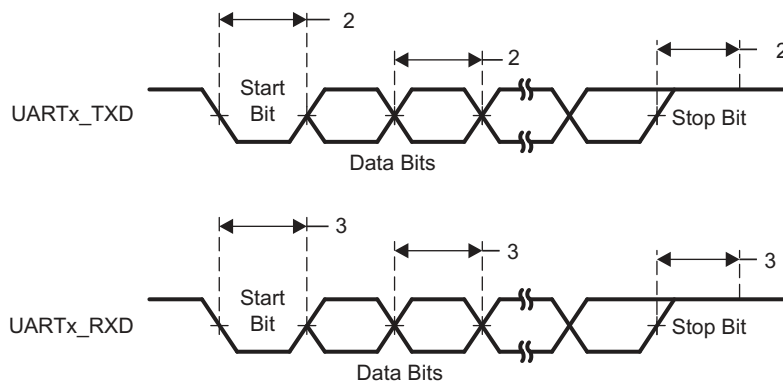 2
2
2
Start
Bit
UARTx_TXD
Stop Bit
Data Bits
3
3
3
Start
Bit
UARTx_RXD
Stop Bit
Data Bits